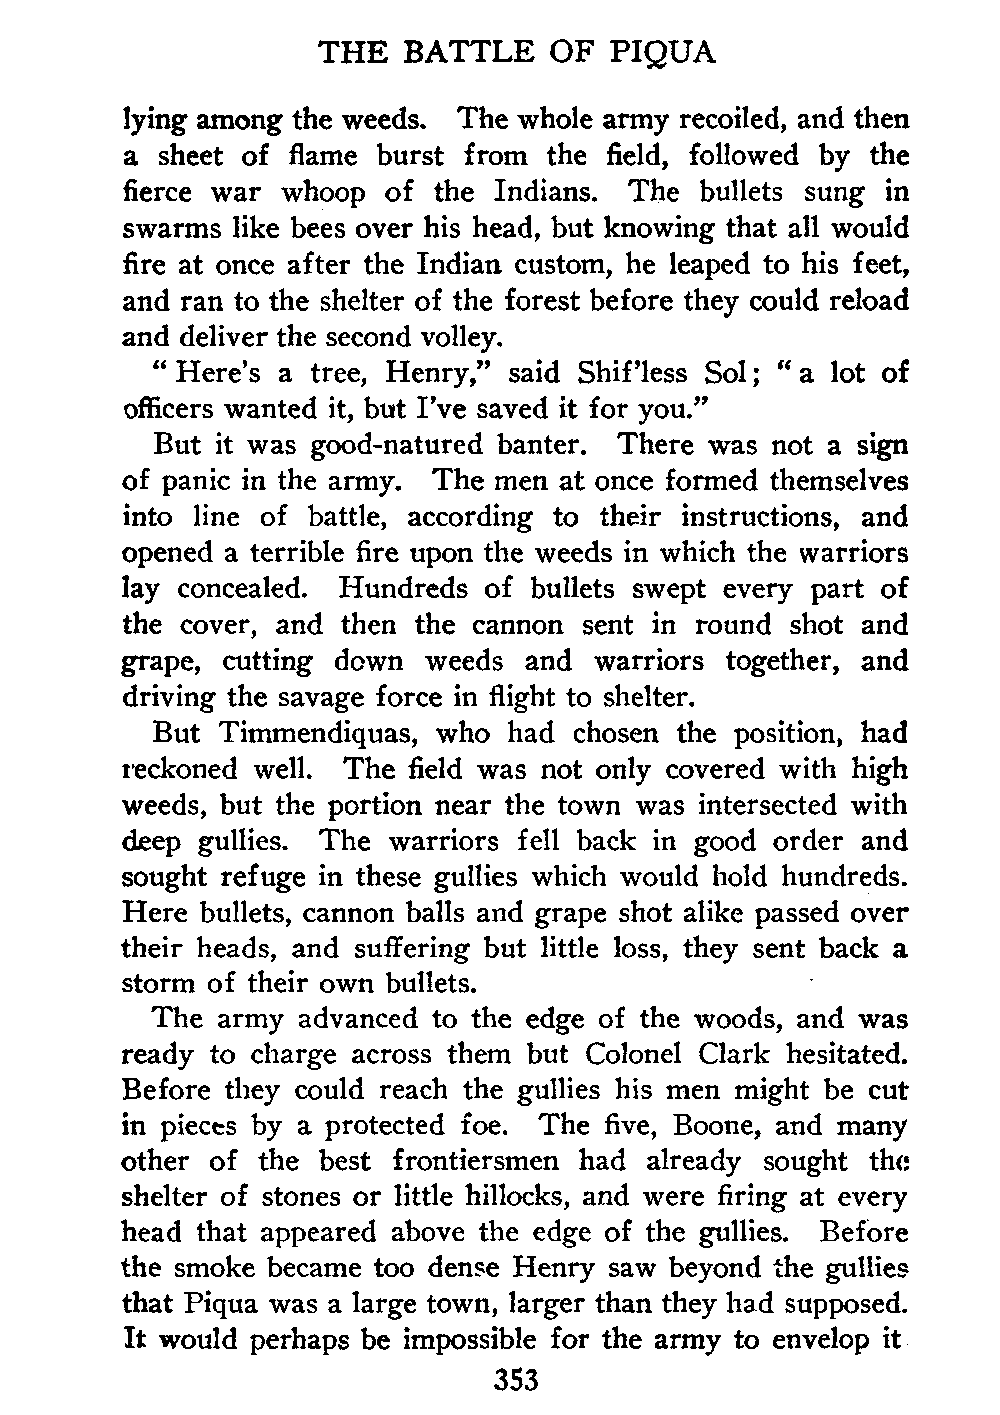 THE BATTLE OF PIQUA
lying among the weeds. The whole army recoiled, and then
a sheet of flame burst from the field, followed by the
fierce war whoop of the Indians. The bullets sung in
swarms like bees over his head, but knowing that all would
fire at once after the Indian custom, he leaped to his feet,
and ran to the shelter of the forest before they could reload
and deliver the second volley.
“Here’s a tree, Henry,” said Shif’less Sol; “a lot of
officers wanted it, but I’ve saved it for you.”
But it was good-natured banter. There was not a sign
of panic in the army. The men at once formed themselves
into line of battle, according to their instructions, and
opened a terrible fire upon the weeds in which the warriors
lay concealed. Hundreds of bullets swept every part of
the cover, and then the cannon sent in round shot and
grape, cutting down weeds and warriors together, and
driving the savage force in flight to shelter.
But Timmendiquas, who had chosen the position, had
reckoned well. The field was not only covered with high
weeds, but the portion near the town was intersected with
deep gullies. The warriors fell back in good order and
sought refuge in these gullies which would hold hundreds.
Here bullets, cannon balls and grape shot alike passed over
their heads, and suffering but little loss, they sent back a
storm of their own bullets.
The army advanced to the edge of the woods, and was
ready to charge across them but Colonel Clark hesitated.
Before they could reach the gullies his men might be cut
in pieces by a protected foe. The five, Boone, and many
other of the best frontiersmen had already sought the
shelter of stones or little hillocks, and were firing at every
head that appeared above the edge of the gullies. Before
the smoke became too dense Henry saw beyond the gullies
that Piqua was a large town, larger than they had supposed.
It would perhaps be impossible for the army to envelop it
353